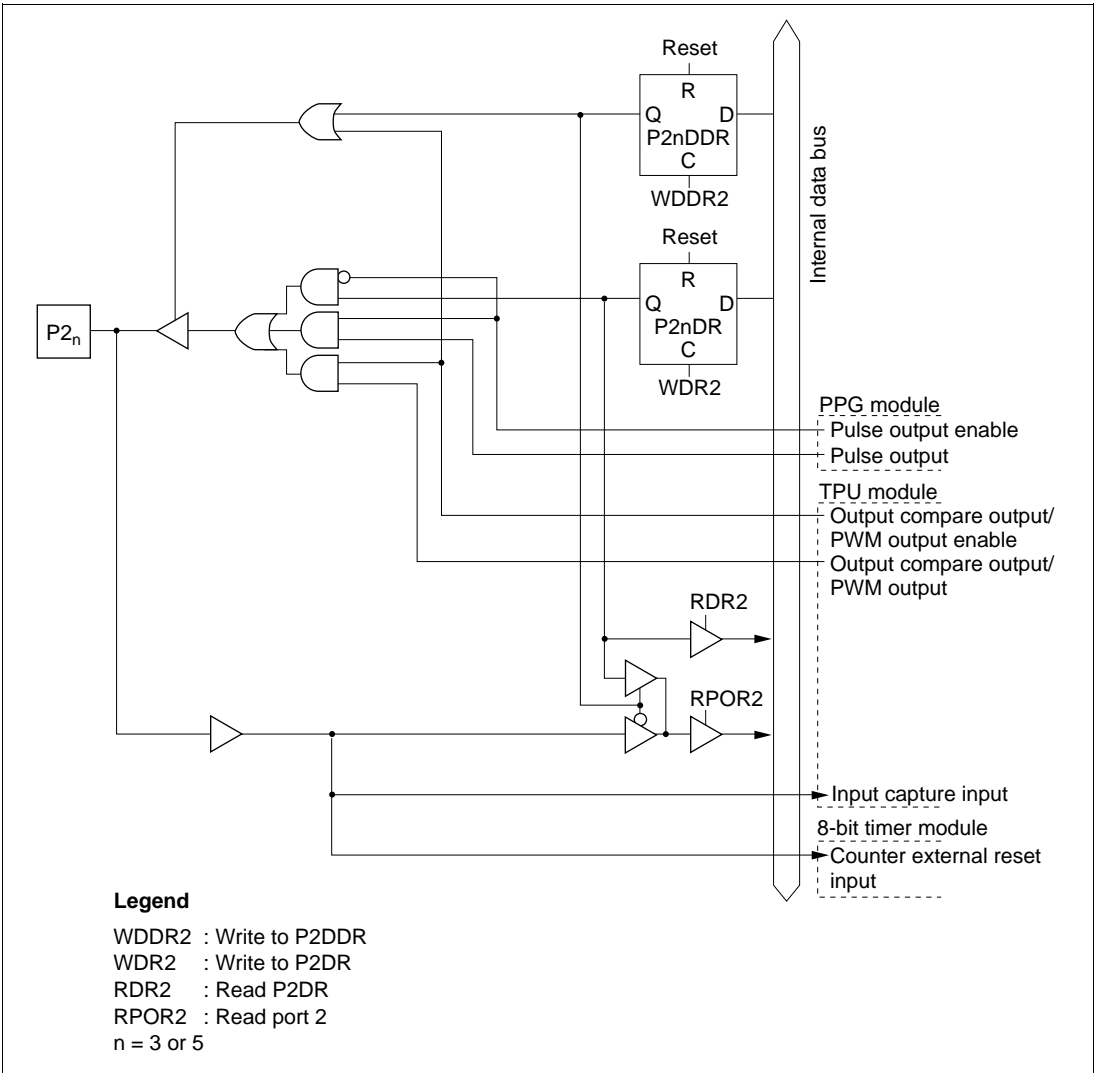 Reset
R
Q D
P2nDDR
C
WDDR2
Internal data bus
Reset
R
Q D
P2nDR
C
WDR2
P2n
PPG module
Pulse output enable
Pulse output
TPU module
Output compare output/
PWM output enable
Output compare output/
PWM output
RDR2
RPOR2
Input capture input
8-bit timer module
Counter external reset
input
Legend
WDDR2 : Write to P2DDR
WDR2 : Write to P2DR
RDR2 : Read P2DR
RPOR2 : Read port 2
n = 3 or 5